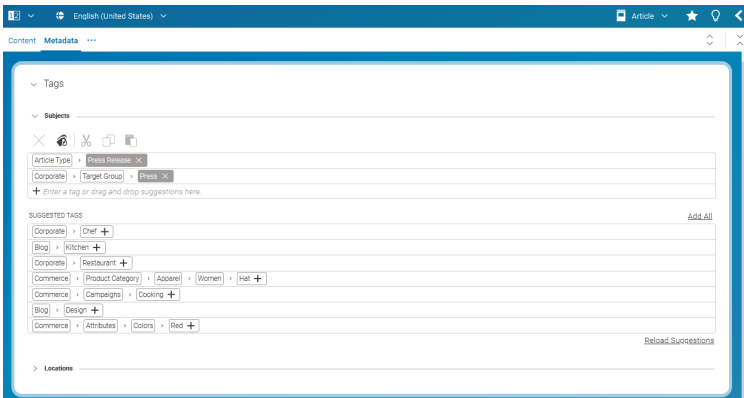 English (United States)
Article
Content Metadata ...
Tags
Subjects
Article Type > Press Release ×
Corporate > Target Group > Press ×
+ Enter a tag or drag and drop suggestions here.
SUGGESTED TAGS Add All
Corporate > Chef +
Blog > Kitchen +
Corporate > Restaurant +
Commerce > Product Category > Apparel > Women > Hat +
Commerce > Campaigns > Cooking +
Blog > Design +
Commerce > Attributes > Colors > Red +
Reload Suggestions
Locations